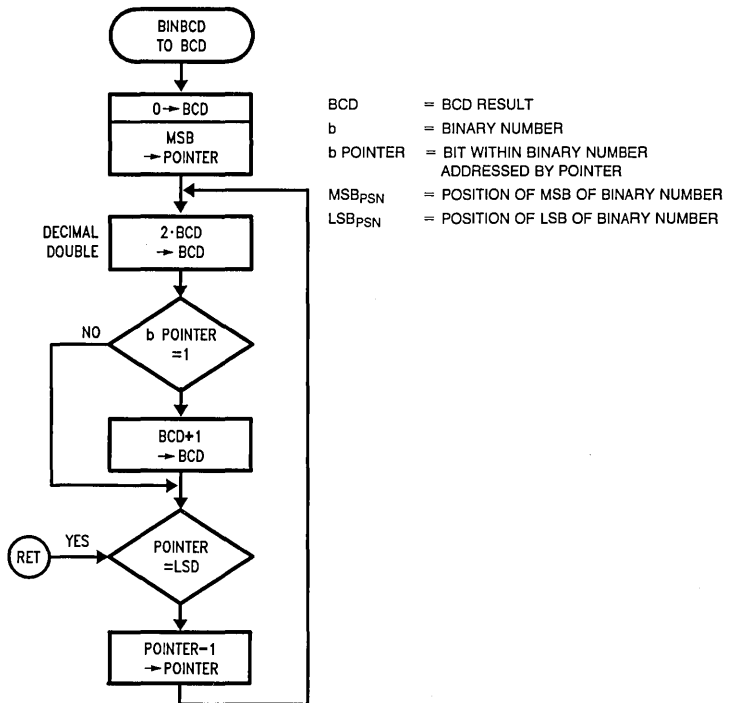 BINBCD
TO BCD
0→BCD
MSB
→POINTER
DECIMAL
DOUBLE
2·BCD
→ BCD
NO
b POINTER
=1
BCD+1
→ BCD
YES
RET
POINTER
=LSD
POINTER-1
→POINTER
BCD = BCD RESULT
b = BINARY NUMBER
b POINTER = BIT WITHIN BINARY NUMBER
ADDRESSED BY POINTER
MSBPSN = POSITION OF MSB OF BINARY NUMBER
LSBPSN = POSITION OF LSB OF BINARY NUMBER